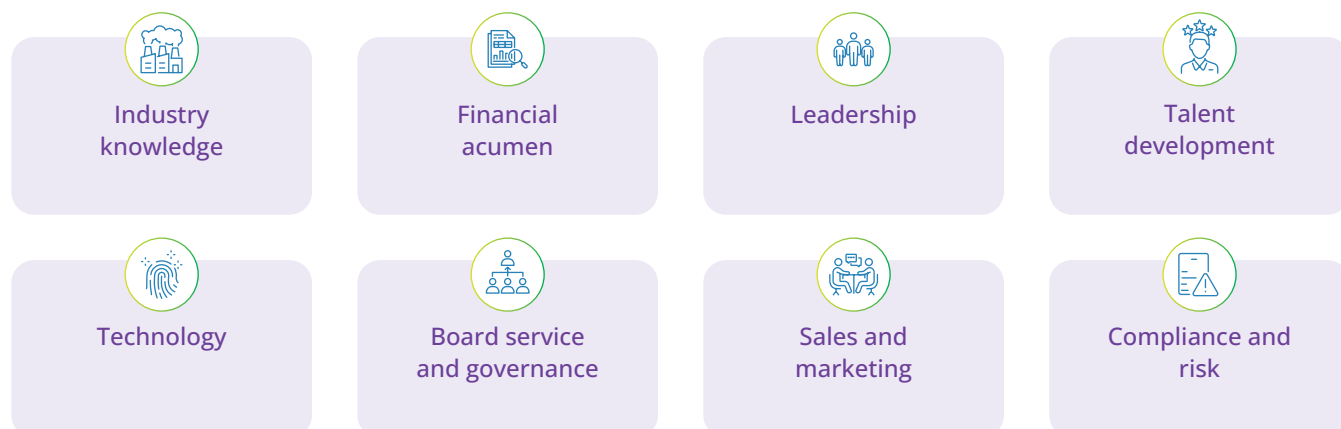 Industry
knowledge
Financial
acumen
Leadership
Talent
development
Technology
Board service
and governance
Sales and
marketing
Compliance and
risk